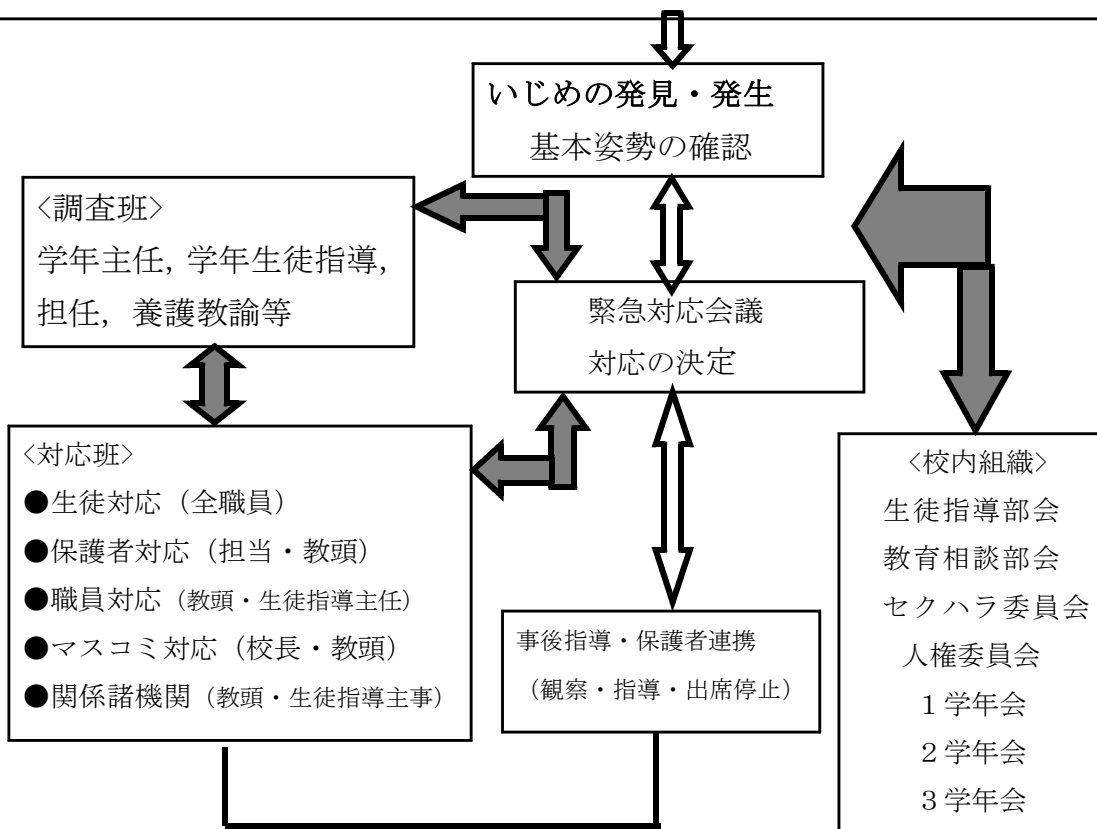 いじめの発見・発生
基本姿勢の確認
〈調査班〉
学年主任，学年生徒指導，
担任，養護教諭等
緊急対応会議
対応の決定
〈対応班〉
●生徒対応（全職員）
●保護者対応（担当・教頭）
●職員対応（教頭・生徒指導主任）
●マスコミ対応（校長・教頭）
●関係諸機関（教頭・生徒指導主事）
事後指導・保護者連携
（観察・指導・出席停止）
〈校内組織〉
生徒指導部会
教育相談部会
セクハラ委員会
人権委員会
１学年会
２学年会
３学年会